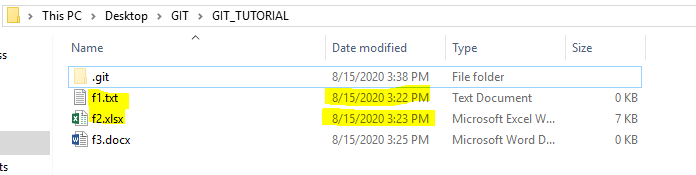 This PC > Desktop > GIT > GIT_TUTORIAL
Name Date modified Type Size
ss
.git 8/15/2020 3:38 PM File folder
f1.txt 8/15/2020 3:22 PM Text Document 0 KB
f2.xlsx 8/15/2020 3:23 PM Microsoft Excel W... 7 KB
f3.docx 8/15/2020 3:25 PM Microsoft Word D... 0 KB
ts